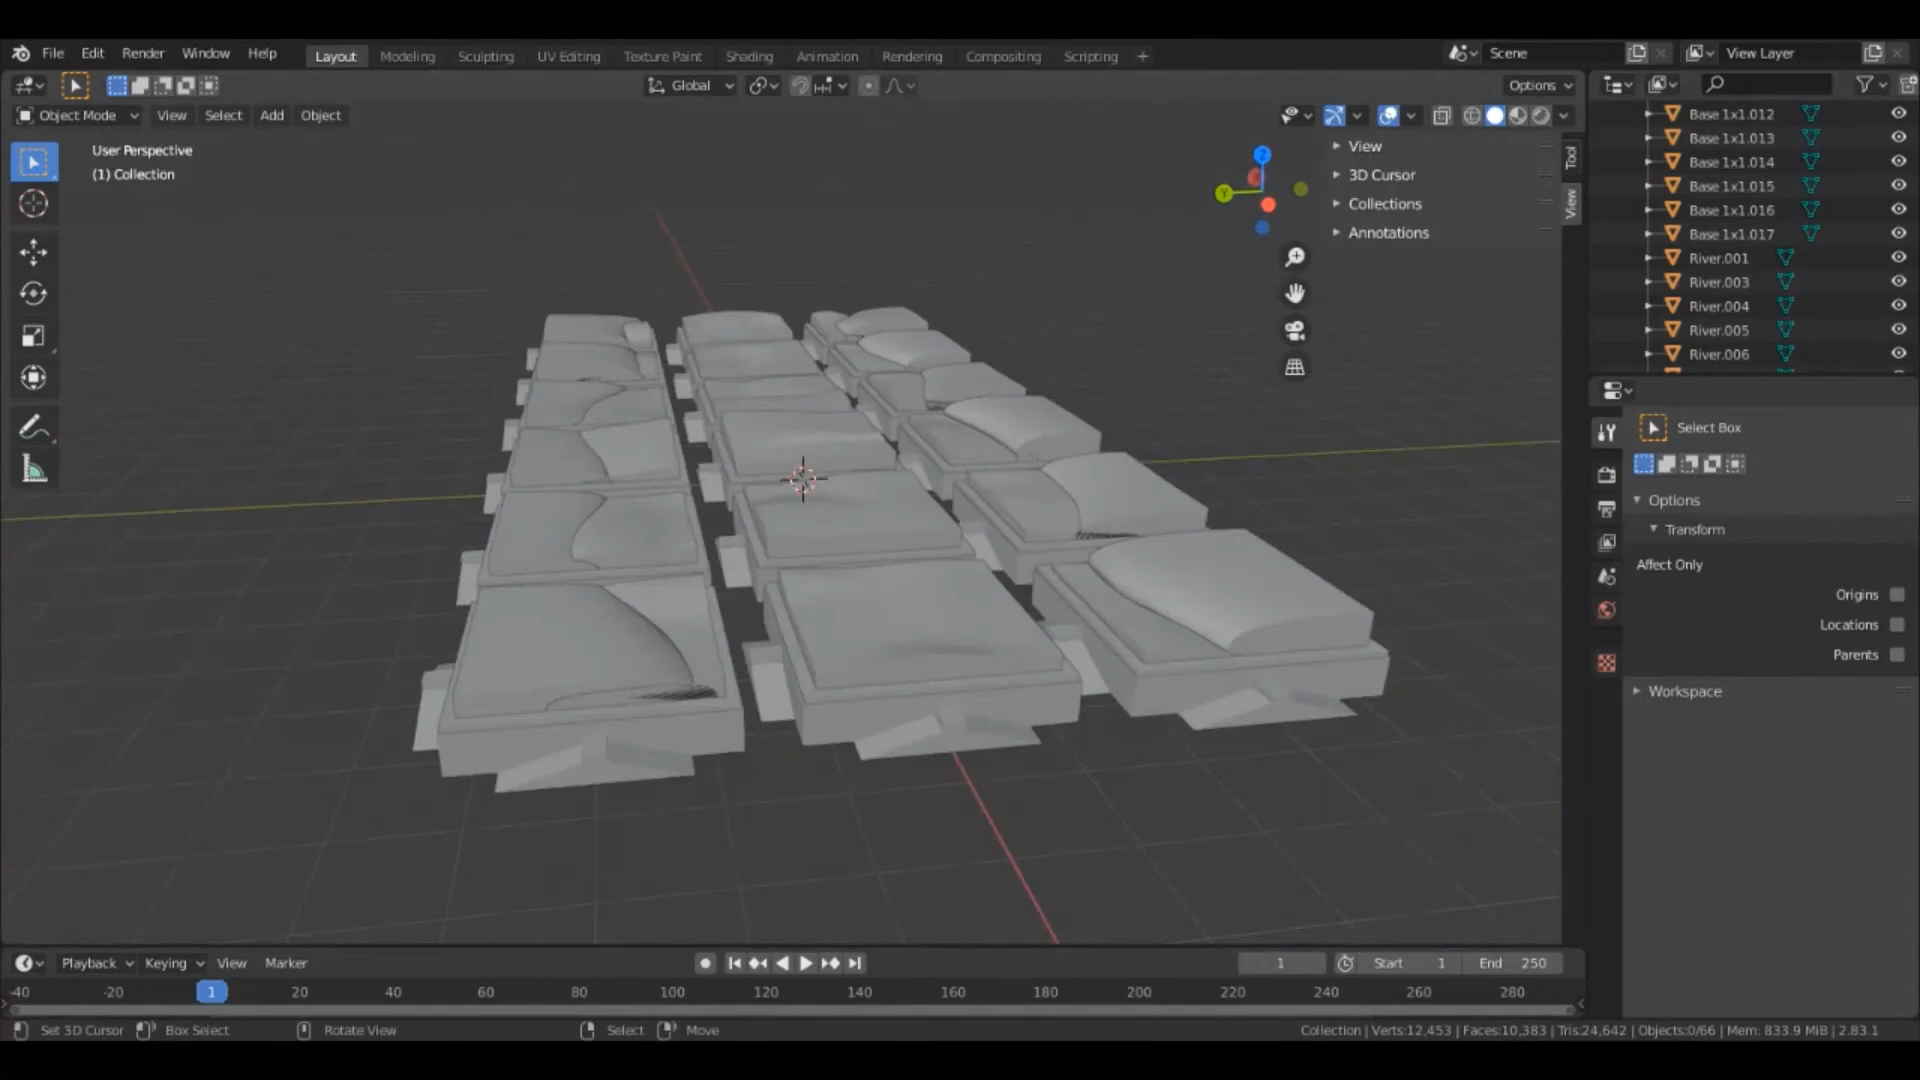 File Edit Render Window Help Layout Modeling Sculpting UV Editing Texture Paint Shading Animation Rendering Compositing Scripting + Scene View Layer
Global Options
Object Mode View Select Add Object
User Perspective
(1) Collection
Z
Y
View
3D Cursor
Collections
Annotations
Tool
View
Base 1x1.012
Base 1x1.013
Base 1x1.014
Base 1x1.015
Base 1x1.016
Base 1x1.017
River.001
River.003
River.004
River.005
River.006
Select Box
Options
Transform
Affect Only
Origins
Locations
Parents
Workspace
Playback Keying View Marker 1 Start 1 End 250
-40 -20 1 20 40 60 80 100 120 140 160 180 200 220 240 260 280
Set 3D Cursor Box Select Rotate View Select Move Collection | Verts:12,453 | Faces:10,383 | Tris:24,642 | Objects:0/66 | Mem: 833.9 MiB | 2.83.1